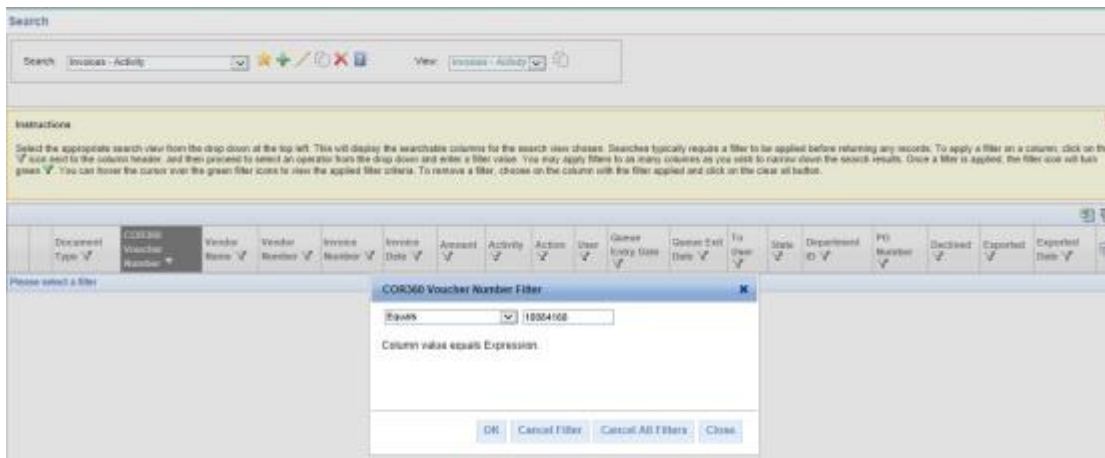 Search
Search: Invoices - Activity View: Invoices - Activity
Instructions
Select the appropriate search view from the drop down at the top left. This will display the searchable columns for the search view chosen. Searches typically require a filter to be applied before returning any records. To apply a filter on a column, click on the
icon next to the column header, and then proceed to select an operator from the drop down and enter a filter value. You may apply filters to as many columns as you wish to narrow down the search results. Once a filter is applied, the filter icon will turn
green. You can hover the cursor over the green filter icons to view the applied filter criteria. To remove a filter, choose on the column with the filter applied and click on the clear all button.
Document Type
COR360 Voucher Number
Vendor Name
Vendor Number
Invoice Number
Invoice Date
Amount
Activity
Action
User
Queue Entry Date
Queue Exit Date
To User
State
Department ID
PO Number
Declined
Exported
Exported Date
Please select a filter
COR360 Voucher Number Filter
Equals
Column value equals Expression.
OK Cancel Filter Cancel All Filters Close